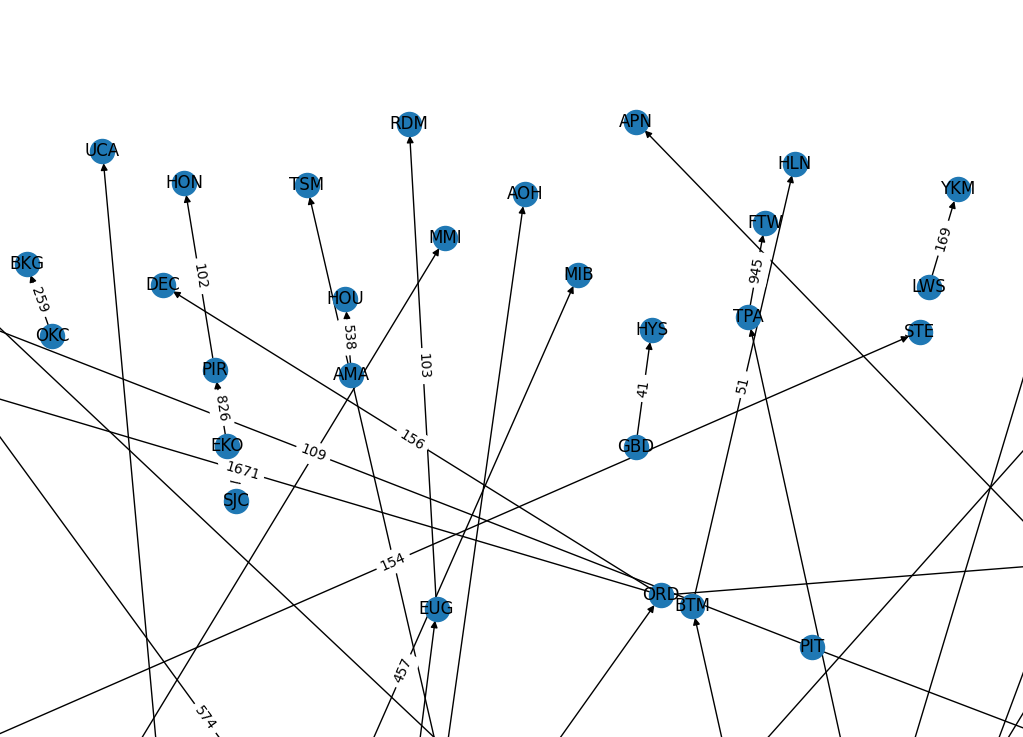 RDM
APN
UCA
HLN
HON
TSM
YKM
AOH
FTW
MMI
169
BKG
945
MIB
102
DEC
LWS
259
HOU
TPA
HYS
STE
OKC
538
103
PIR
AMA
51
41
826
156
EKO
GBD
109
1671
SJC
154
ORD
BTM
EUG
PIT
457
574